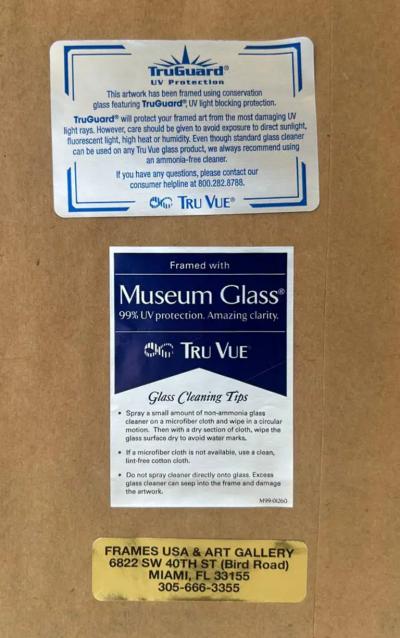 TruGuard®
UV Protection
This artwork has been framed using conservation
glass featuring TruGuard®, UV light blocking protection.
TruGuard® will protect your framed art from the most damaging UV
light rays. However, care should be given to avoid exposure to direct sunlight,
fluorescent light, high heat or humidity. Even though standard glass cleaner
can be used on any Tru Vue glass product, we always recommend using
an ammonia-free cleaner.
If you have any questions, please contact our
consumer helpline at 800.282.8788.
TRU VUE®
Framed with
Museum Glass®
99% UV protection. Amazing clarity.
TRU VUE®
Glass Cleaning Tips
• Spray a small amount of non-ammonia glass
cleaner on a microfiber cloth and wipe in a circular
motion. Then with a dry section of cloth, wipe the
glass surface dry to avoid water marks.
• If a microfiber cloth is not available, use a clean,
lint-free cotton cloth.
• Do not spray cleaner directly onto glass. Excess
glass cleaner can seep into the frame and damage
the artwork.
M99-01260
FRAMES USA & ART GALLERY
6822 SW 40TH ST (Bird Road)
MIAMI, FL 33155
305-666-3355